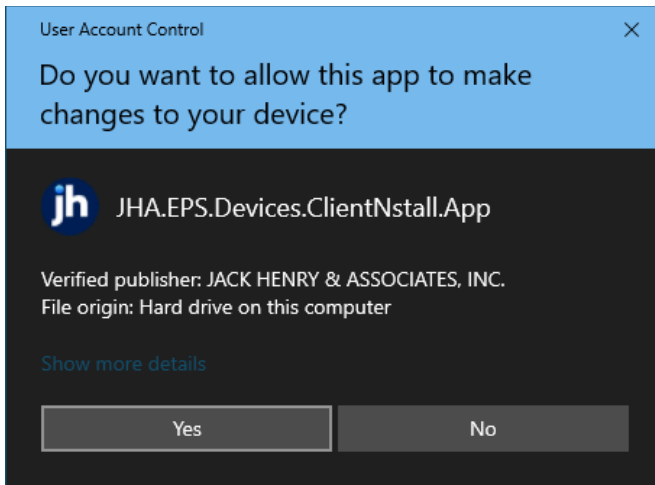 User Account Control
Do you want to allow this app to make
changes to your device?
jh
JHA.EPS.Devices.ClientNstall.App
Verified publisher: JACK HENRY & ASSOCIATES, INC.
File origin: Hard drive on this computer
Show more details
Yes
No